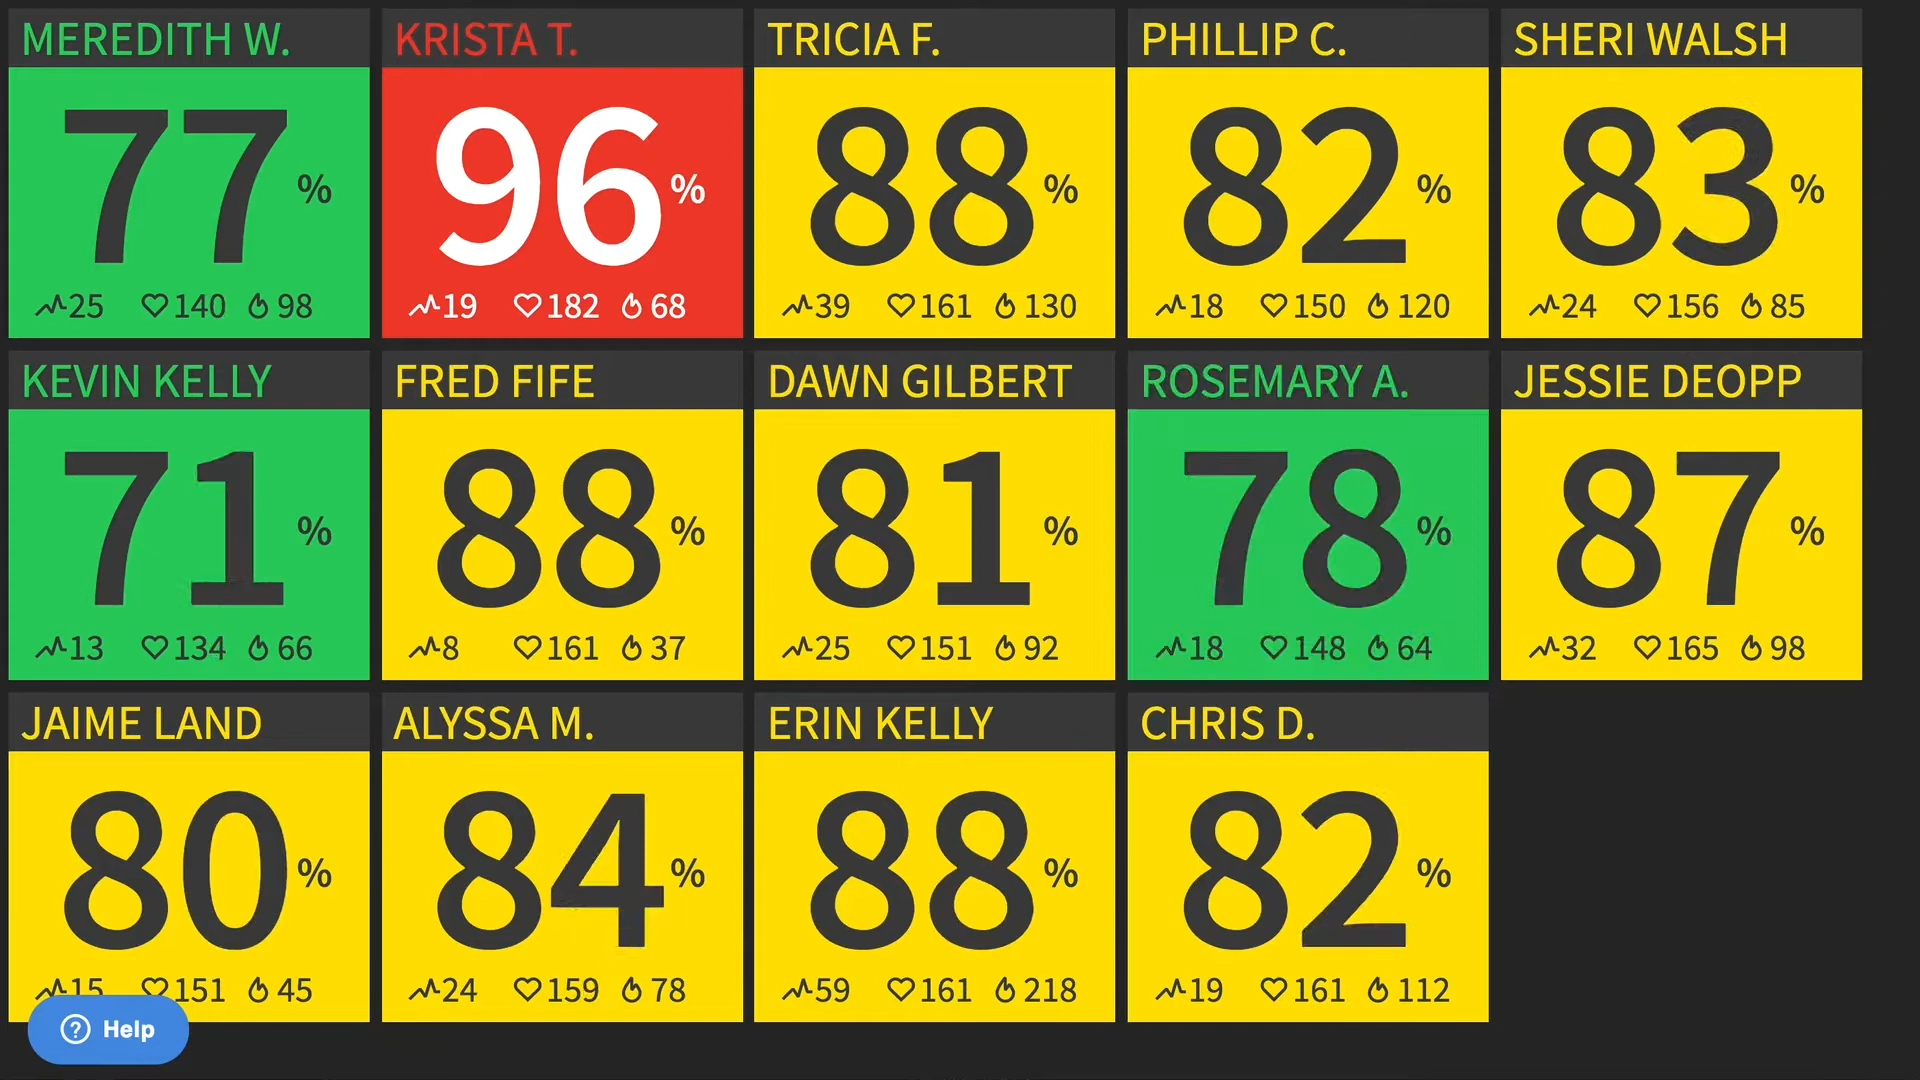 MEREDITH W. KRISTA T. TRICIA F. PHILLIP C. SHERI WALSH
77% 96% 88% 82% 83%
25 140 98 19 182 68 39 161 130 18 150 120 24 156 85
KEVIN KELLY FRED FIFE DAWN GILBERT ROSEMARY A. JESSIE DEOPP
71% 88% 81% 78% 87%
13 134 66 8 161 37 25 151 92 18 148 64 32 165 98
JAIME LAND ALYSSA M. ERIN KELLY CHRIS D.
80% 84% 88% 82%
15 151 45 24 159 78 59 161 218 19 161 112
? Help